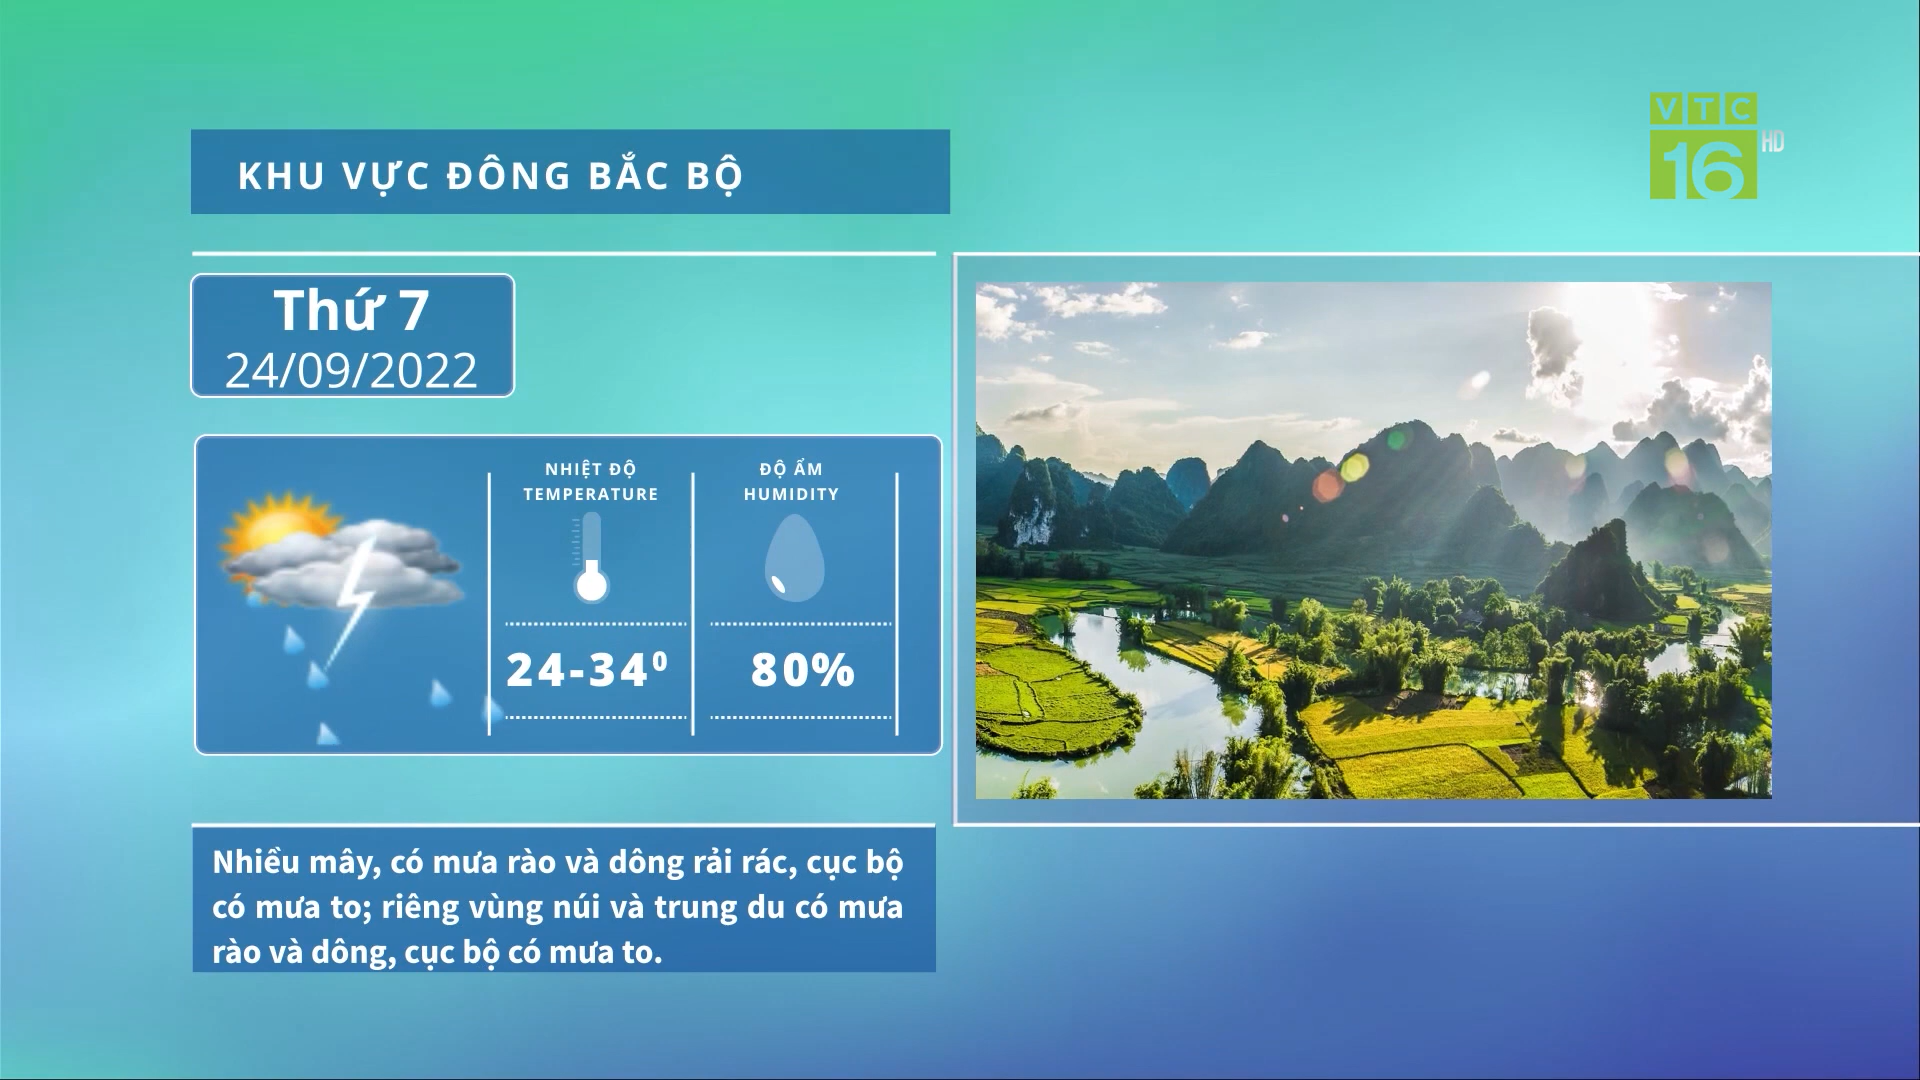 VTC
16 HD
KHU VỰC ĐÔNG BẮC BỘ
Thứ 7
24/09/2022
NHIỆT ĐỘ
TEMPERATURE
24-34⁰
ĐỘ ẨM
HUMIDITY
80%
Nhiều mây, có mưa rào và dông rải rác, cục bộ
có mưa to; riêng vùng núi và trung du có mưa
rào và dông, cục bộ có mưa to.